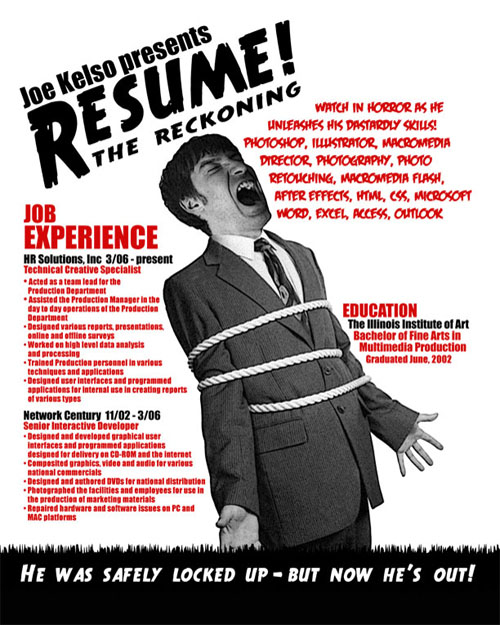 Joe Kelso presents
RESUME!
THE RECKONING
WATCH IN HORROR AS HE
UNLEASHES HIS DASTARDLY SKILLS!
PHOTOSHOP, ILLUSTRATOR, MACROMEDIA
DIRECTOR, PHOTOGRAPHY, PHOTO
RETOUCHING, MACROMEDIA FLASH,
AFTER EFFECTS, HTML, CSS, MICROSOFT
WORD, EXCEL, ACCESS, OUTLOOK
JOB
EXPERIENCE
HR Solutions, Inc 3/06 - present
Technical Creative Specialist
• Acted as a team lead for the
Production Department
• Assisted the Production Manager in the
day to day operations of the Production
Department
• Designed various reports, presentations,
online and offline surveys
• Worked on high level data analysis
and processing
• Trained Production personnel in various
techniques and applications
• Designed user interfaces and programmed
applications for internal use in creating reports
of various types
Network Century 11/02 - 3/06
Senior Interactive Developer
• Designed and developed graphical user
interfaces and programmed applications
designed for delivery on CD-ROM and the internet
• Composited graphics, video and audio for various
national commercials
• Designed and authored DVDs for national distribution
• Photographed the facilities and employees for use in
the production of marketing materials
• Repaired hardware and software issues on PC and
MAC platforms
EDUCATION
The Illinois Institute of Art
Bachelor of Fine Arts in
Multimedia Production
Graduated June, 2002
HE WAS SAFELY LOCKED UP - BUT NOW HE'S OUT!